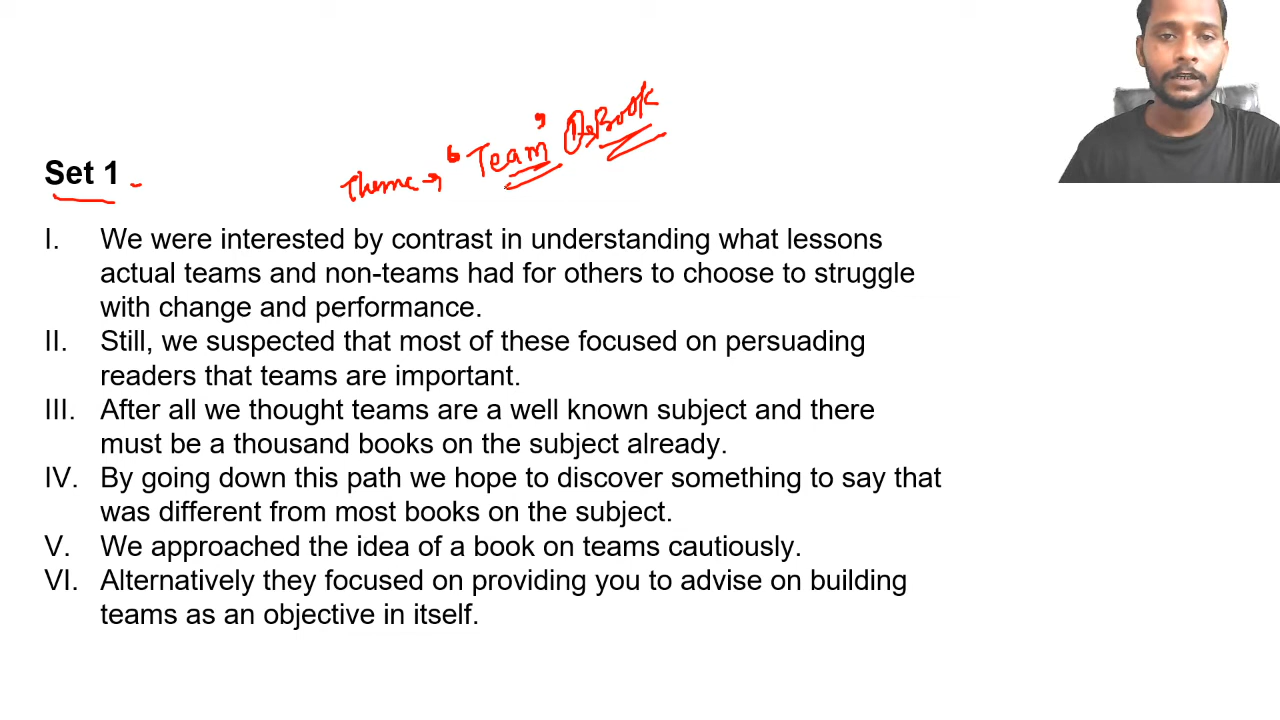 Theme → "Team" Book
Set 1 -
I. We were interested by contrast in understanding what lessons
actual teams and non-teams had for others to choose to struggle
with change and performance.
II. Still, we suspected that most of these focused on persuading
readers that teams are important.
III. After all we thought teams are a well known subject and there
must be a thousand books on the subject already.
IV. By going down this path we hope to discover something to say that
was different from most books on the subject.
V. We approached the idea of a book on teams cautiously.
VI. Alternatively they focused on providing you to advise on building
teams as an objective in itself.